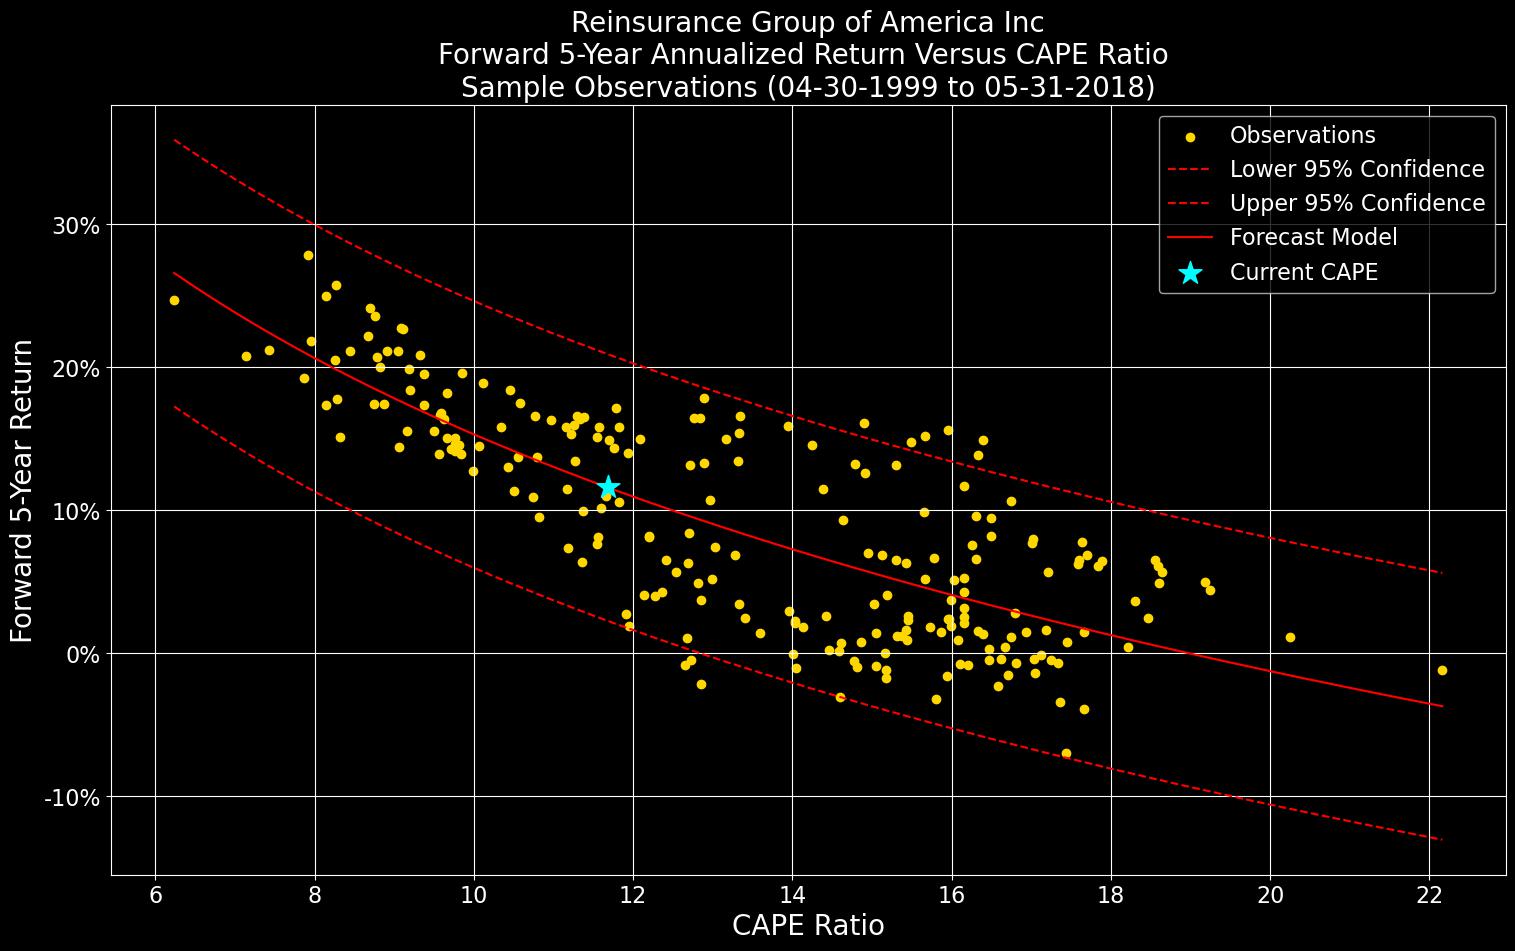 Reinsurance Group of America Inc
Forward 5-Year Annualized Return Versus CAPE Ratio
Sample Observations (04-30-1999 to 05-31-2018)
Observations
Lower 95% Confidence
Upper 95% Confidence
Forecast Model
Current CAPE
Forward 5-Year Return
30%
20%
10%
0%
-10%
6 8 10 12 14 16 18 20 22
CAPE Ratio